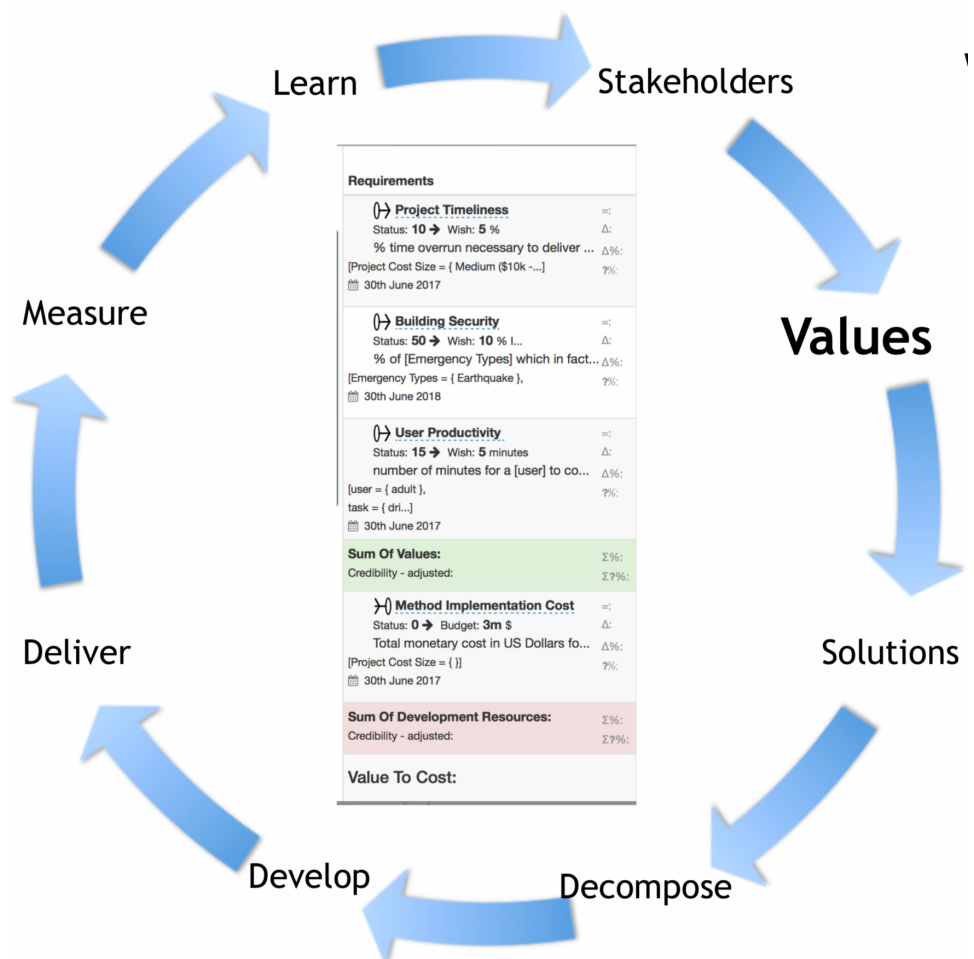 Learn
Stakeholders
Values
Solutions
Decompose
Develop
Deliver
Measure
Requirements
Project Timeliness =:
Status: 10 → Wish: 5 % Δ:
% time overrun necessary to deliver ... Δ%:
[Project Cost Size = { Medium ($10k -...] ?%:
30th June 2017
Building Security =:
Status: 50 → Wish: 10 % I... Δ:
% of [Emergency Types] which in fact... Δ%:
[Emergency Types = { Earthquake }, ?%:
30th June 2018
User Productivity =:
Status: 15 → Wish: 5 minutes Δ:
number of minutes for a [user] to co... Δ%:
[user = { adult }, ?%:
task = { dri...]
30th June 2017
Sum Of Values: Σ%:
Credibility - adjusted: Σ?%:
Method Implementation Cost =:
Status: 0 → Budget: 3m $ Δ:
Total monetary cost in US Dollars fo... Δ%:
[Project Cost Size = { }] ?%:
30th June 2017
Sum Of Development Resources: Σ%:
Credibility - adjusted: Σ?%:
Value To Cost: